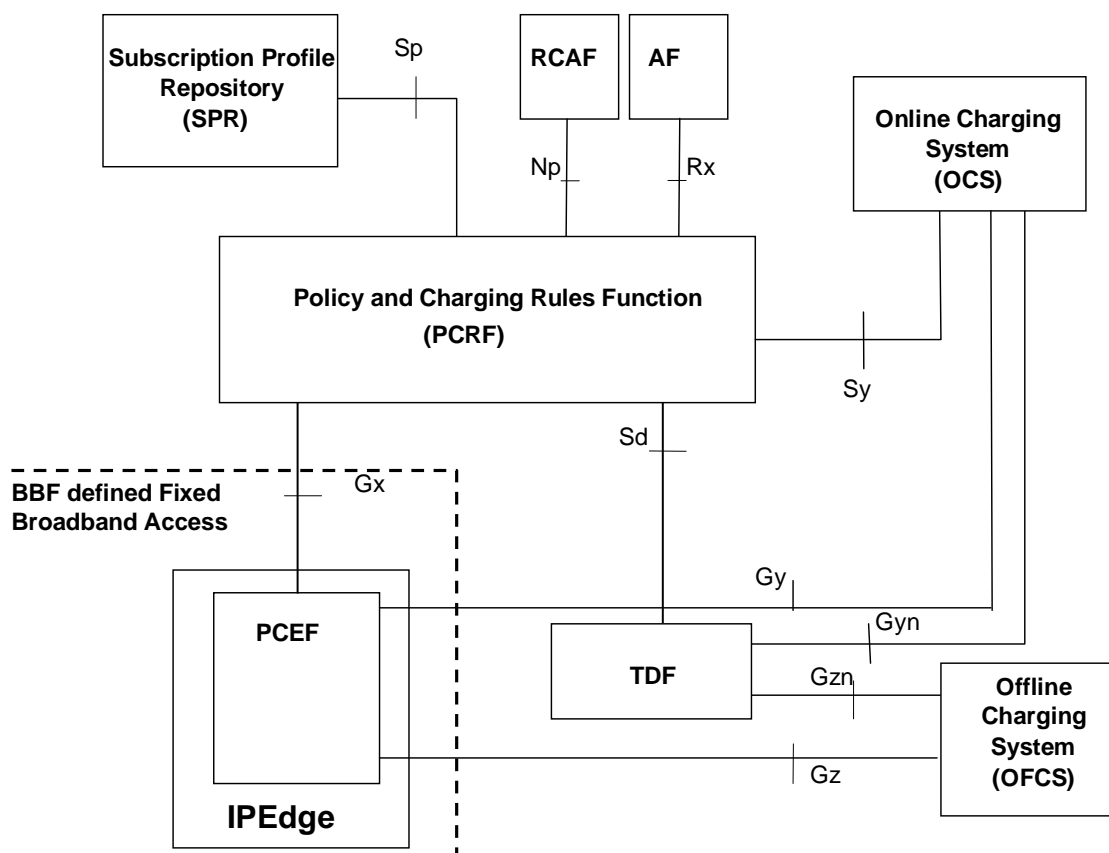 Subscription Profile
Repository
(SPR)
Sp
RCAF
AF
Online Charging
System
(OCS)
Np
Rx
Policy and Charging Rules Function
(PCRF)
Sy
Sd
Gx
BBF defined Fixed
Broadband Access
Gy
PCEF
Gyn
TDF
Gzn
Offline
Charging
System
(OFCS)
Gz
IPEdge